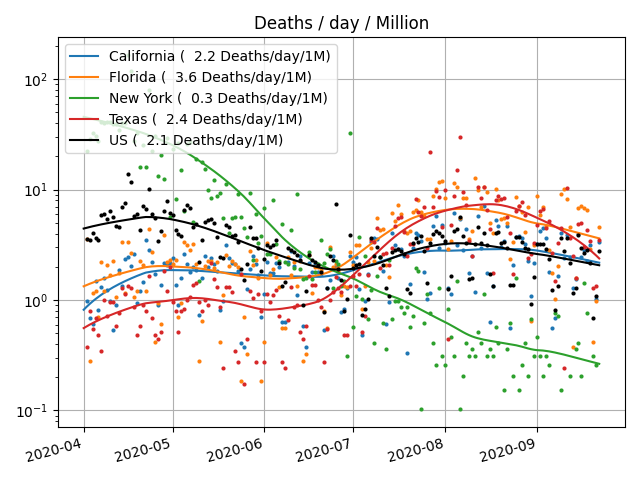 Deaths / day / Million
California (  2.2 Deaths/day/1M)
Florida (  3.6 Deaths/day/1M)
New York (  0.3 Deaths/day/1M)
Texas (  2.4 Deaths/day/1M)
US (  2.1 Deaths/day/1M)
10²
10¹
10⁰
10⁻¹
2020-04 2020-05 2020-06 2020-07 2020-08 2020-09